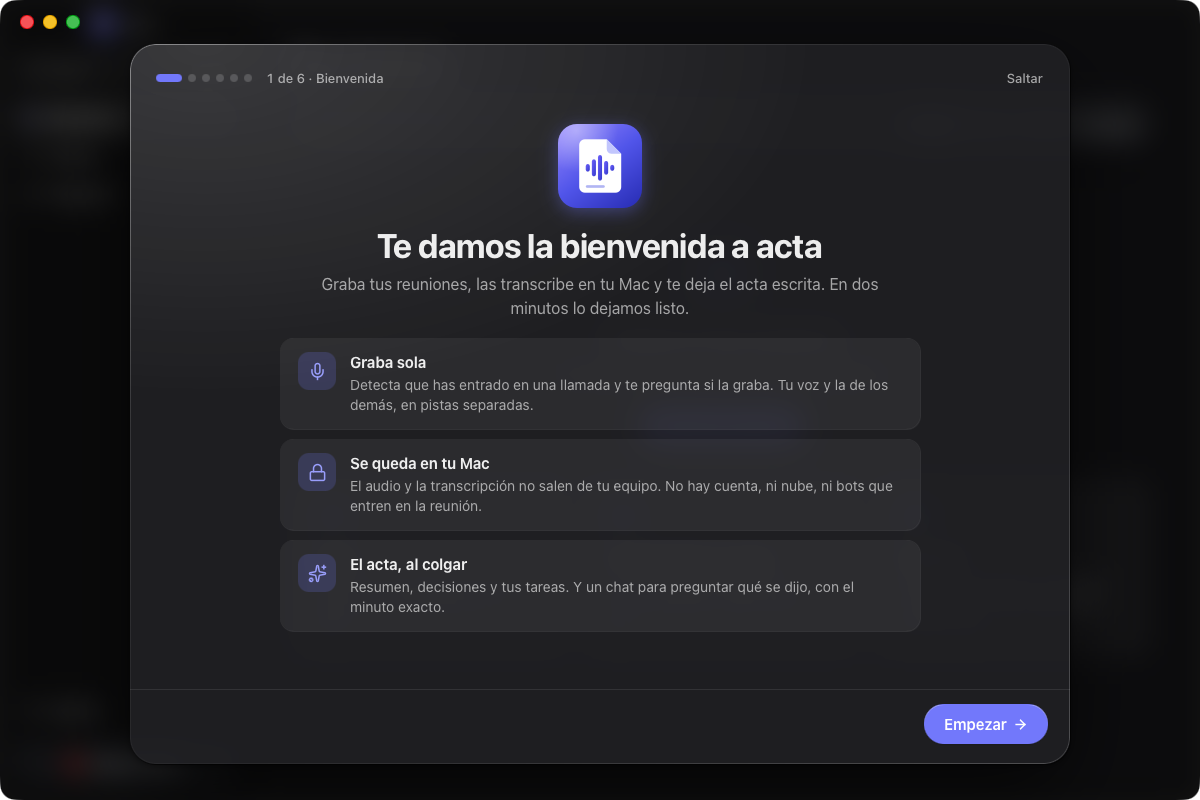 1 de 6 · Bienvenida
Saltar
Te damos la bienvenida a acta
Graba tus reuniones, las transcribe en tu Mac y te deja el acta escrita. En dos
minutos lo dejamos listo.
Graba sola
Detecta que has entrado en una llamada y te pregunta si la graba. Tu voz y la de los
demás, en pistas separadas.
Se queda en tu Mac
El audio y la transcripción no salen de tu equipo. No hay cuenta, ni nube, ni bots que
entren en la reunión.
El acta, al colgar
Resumen, decisiones y tus tareas. Y un chat para preguntar qué se dijo, con el
minuto exacto.
Empezar